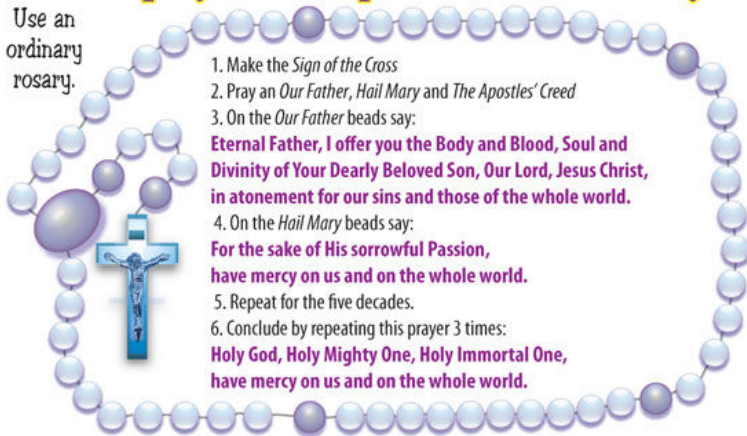 Use an
ordinary
rosary.
1. Make the Sign of the Cross
2. Pray an Our Father, Hail Mary and The Apostles' Creed
3. On the Our Father beads say:
Eternal Father, I offer you the Body and Blood, Soul and
Divinity of Your Dearly Beloved Son, Our Lord, Jesus Christ,
in atonement for our sins and those of the whole world.
4. On the Hail Mary beads say:
For the sake of His sorrowful Passion,
have mercy on us and on the whole world.
5. Repeat for the five decades.
6. Conclude by repeating this prayer 3 times:
Holy God, Holy Mighty One, Holy Immortal One,
have mercy on us and on the whole world.